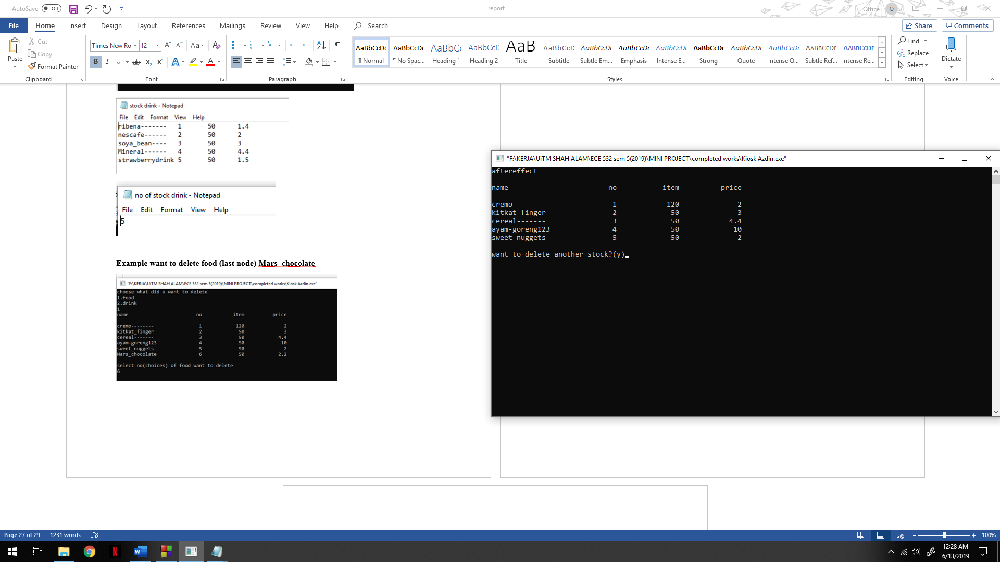 AutoSave Off report Office O
File Home Insert Design Layout References Mailings Review View Help Search Share Comments
Paste Cut Copy Format Painter
Clipboard
Times New Ro 12 Aa
B I U ab x₂ x² A A
Font
Paragraph
AaBbCcDc AaBbCcDc AaBbCc AaBbCcD AaB AaBbCcD AaBbCcDc AaBbCcDc AaBbCcDc AaBbCcDc AaBbCcDc AaBbCcDc AABBCCDE AABBCCDE
¶ Normal ¶ No Spac... Heading 1 Heading 2 Title Subtitle Subtle Em... Emphasis Intense E... Strong Quote Intense Q... Subtle Ref... Intense Re...
Styles
Find
Replace
Select
Editing
Dictate
Voice
stock drink - Notepad
File Edit Format View Help
ribena------- 1 50 1.4
nescafe------ 2 50 2
soya_bean---- 3 50 3
Mineral------ 4 50 4.4
strawberrydrink 5 50 1.5
no of stock drink - Notepad
File Edit Format View Help
5
Example want to delete food (last node) Mars_chocolate
"F:\KERJA\UiTM SHAH ALAM\ECE 532 sem 5(2019)\MINI PROJECT\completed works\Kiosk Azdin.exe"
choose what did u want to delete
1.food
2.drink
1
name no item price
cremo-------- 1 120 2
kitkat_finger 2 50 3
cereal------- 3 50 4.4
ayam-goreng123 4 50 10
sweet_nuggets 5 50 2
Mars_chocolate 6 50 2.2
select no(choices) of food want to delete
6
"F:\KERJA\UiTM SHAH ALAM\ECE 532 sem 5(2019)\MINI PROJECT\completed works\Kiosk Azdin.exe"
aftereffect
name no item price
cremo-------- 1 120 2
kitkat_finger 2 50 3
cereal------- 3 50 4.4
ayam-goreng123 4 50 10
sweet_nuggets 5 50 2
want to delete another stock?(y)
Page 27 of 29 1231 words 100%
12:28 AM
6/13/2019